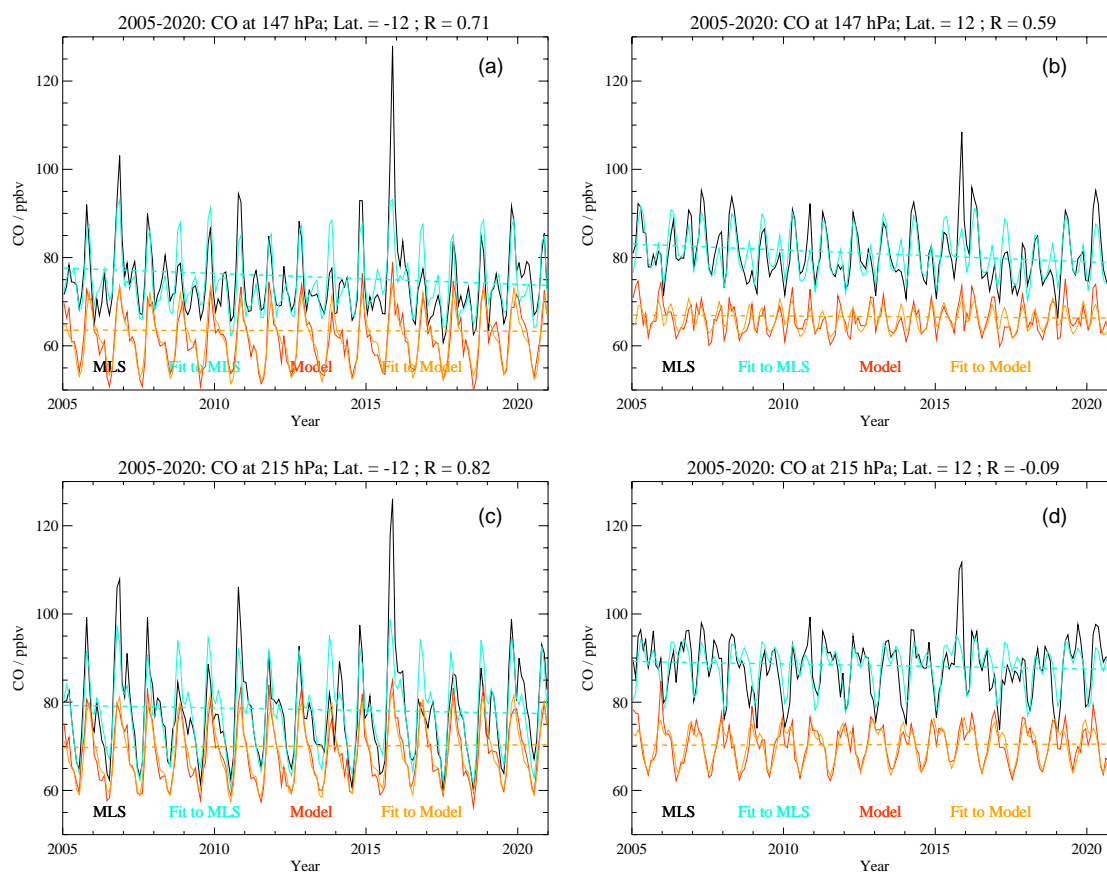 2005-2020: CO at 147 hPa; Lat. = -12 ; R = 0.71
(a)
120
100
80
60
CO / ppbv
MLS Fit to MLS Model Fit to Model
2005 2010 2015 2020
Year
2005-2020: CO at 147 hPa; Lat. = 12 ; R = 0.59
(b)
120
100
80
60
CO / ppbv
MLS Fit to MLS Model Fit to Model
2005 2010 2015 2020
Year
2005-2020: CO at 215 hPa; Lat. = -12 ; R = 0.82
(c)
120
100
80
60
CO / ppbv
MLS Fit to MLS Model Fit to Model
2005 2010 2015 2020
Year
2005-2020: CO at 215 hPa; Lat. = 12 ; R = -0.09
(d)
120
100
80
60
CO / ppbv
MLS Fit to MLS Model Fit to Model
2005 2010 2015 2020
Year